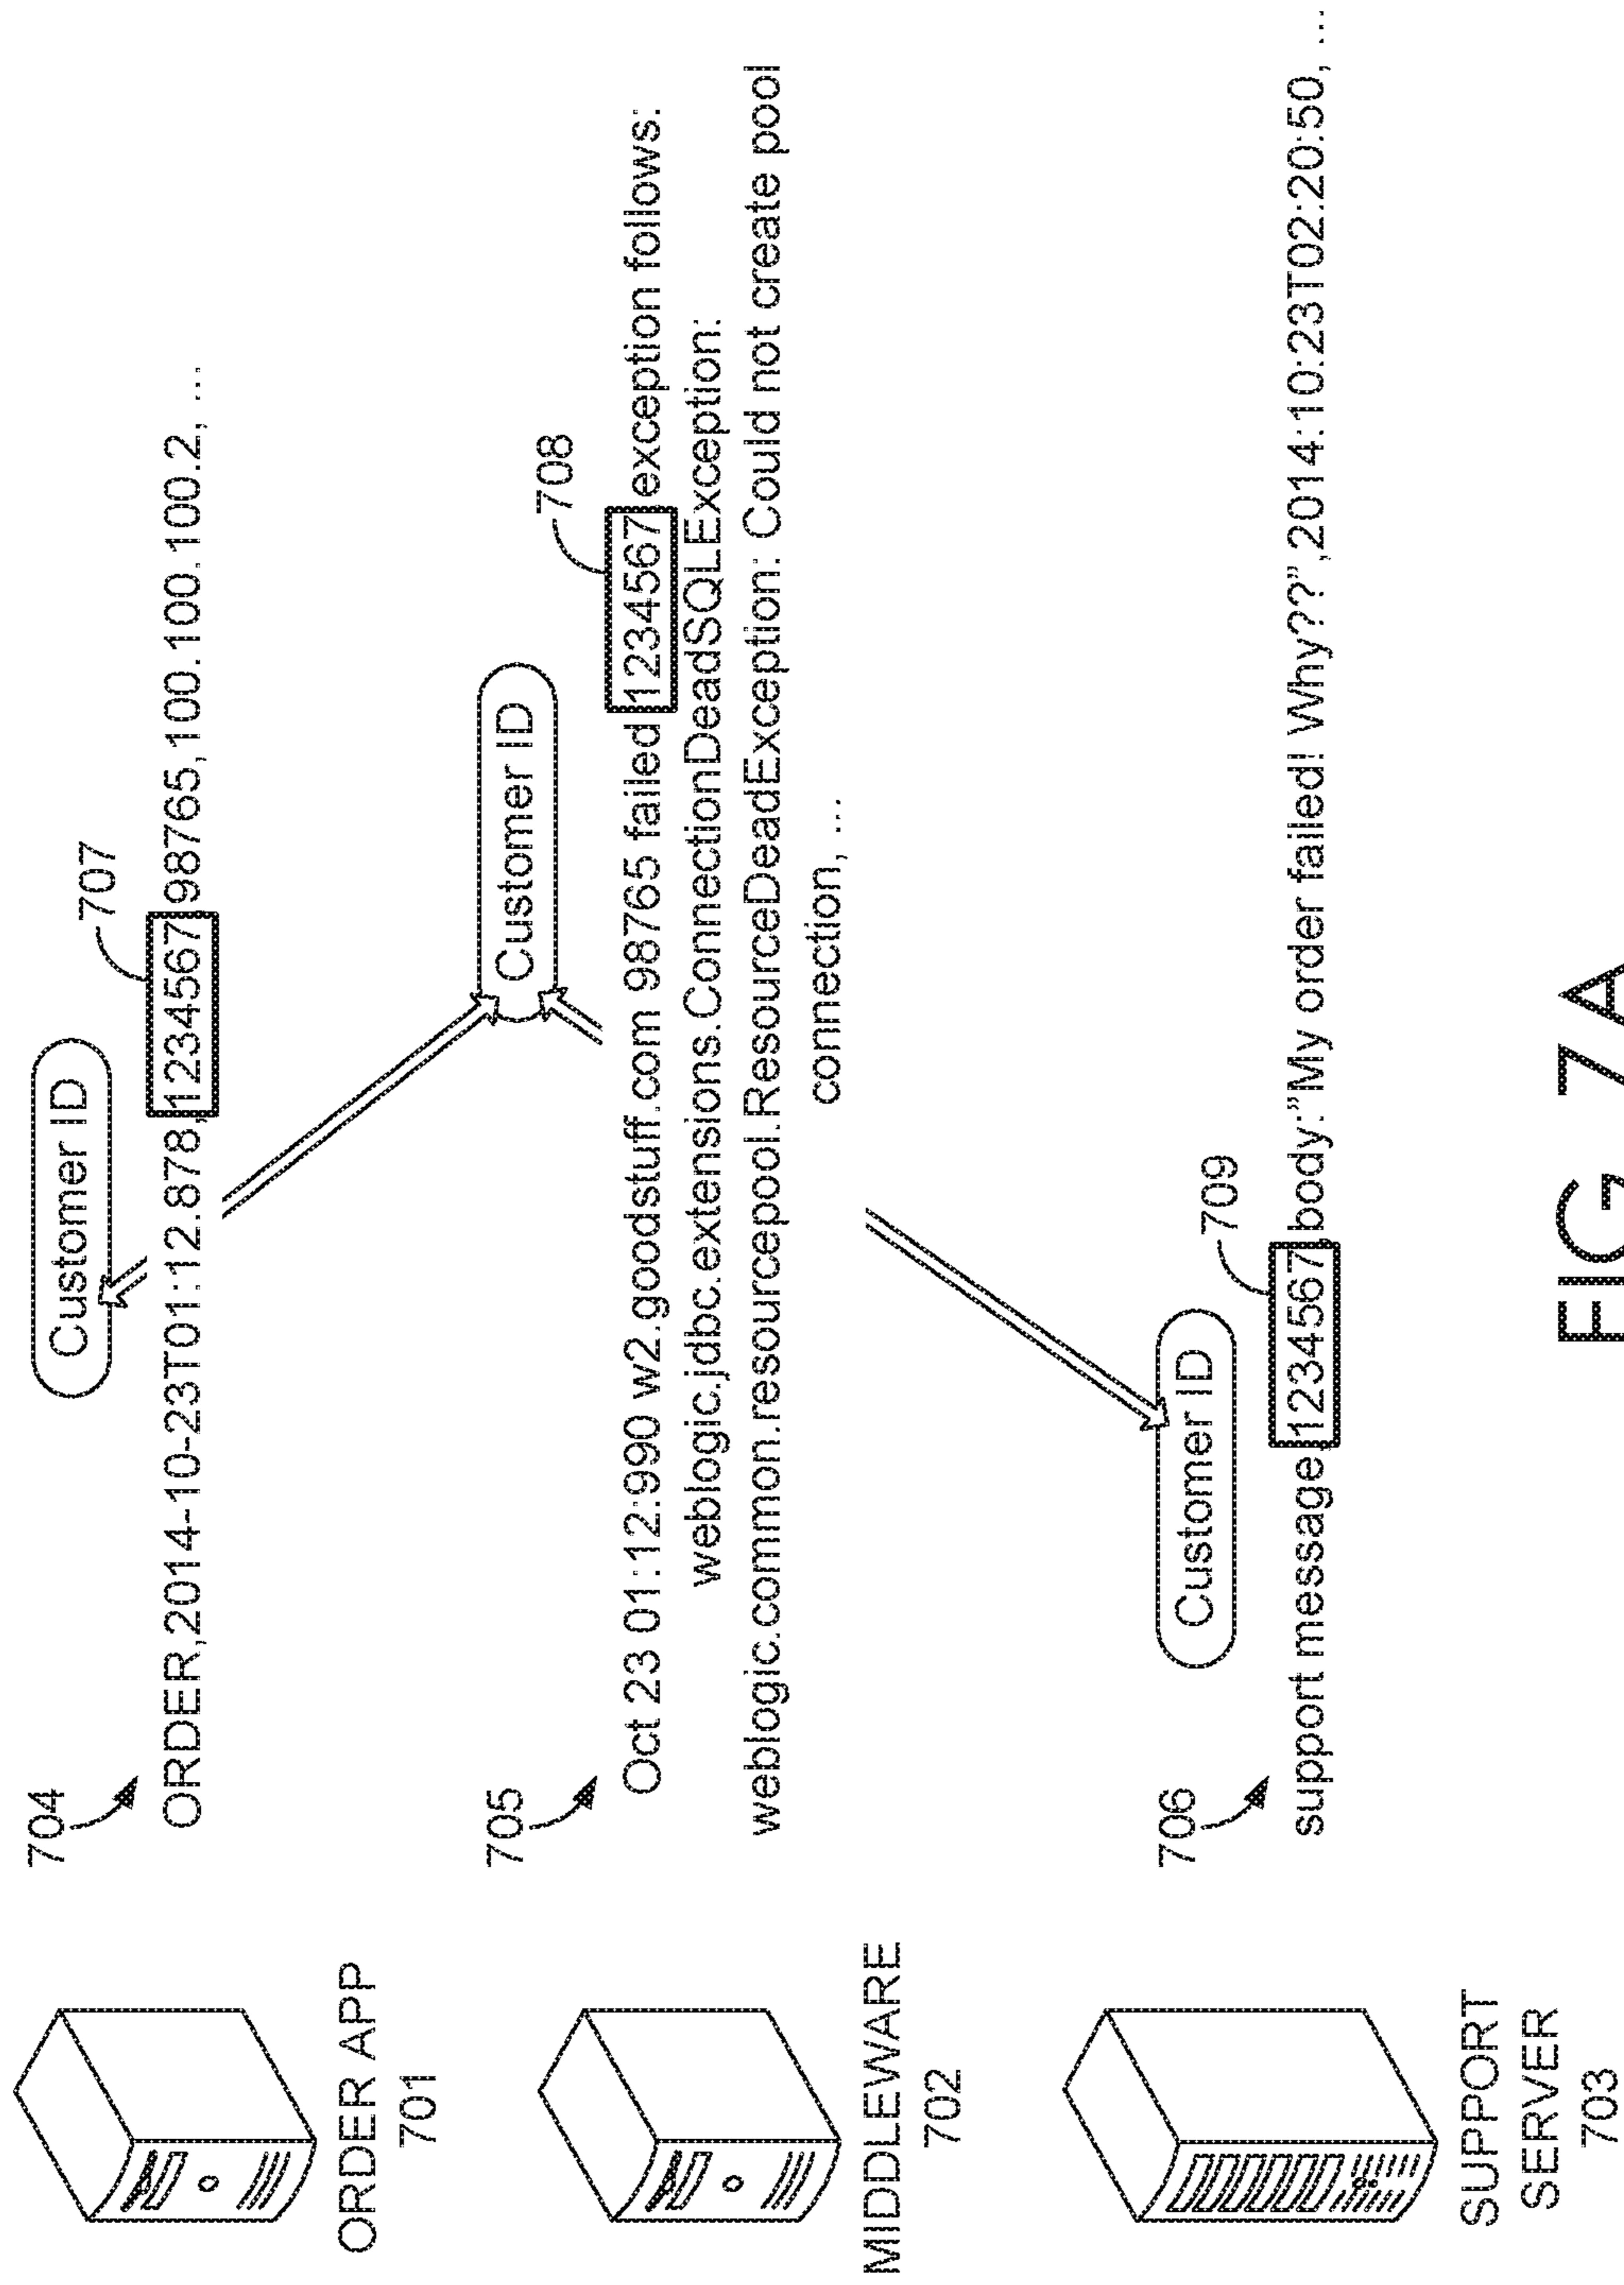 704
Customer ID
707
ORDER,2014-10-23T01:12.878,1234567,98765,100.100.100.2, ...
ORDER APP
701
705
Customer ID
708
Oct 23 01:12:990 w2.goodstuff.com 98765 failed 1234567 exception follows:
weblogic.jdbc.extensions.ConnectionDeadSQLException:
weblogic.common.resourcepool.ResourceDeadException: Could not create pool
connection, ...
MIDDLEWARE
702
706
Customer ID
709
support message 1234567 body:"My order failed! Why??",2014:10:23T02:20:50, ...
SUPPORT
SERVER
703
FIG. 7A